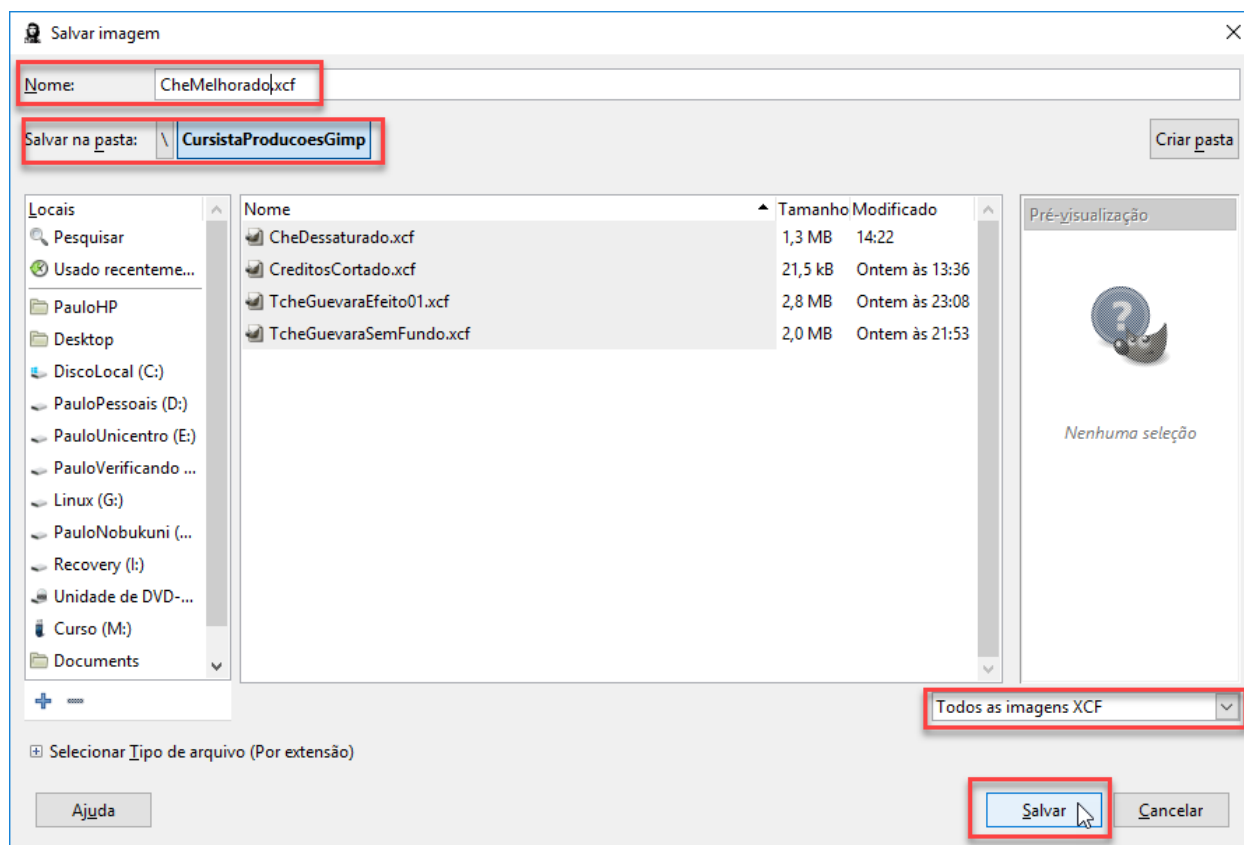 Salvar imagem
Nome: CheMelhorado.xcf
Salvar na pasta: \ CursistaProducoesGimp Criar pasta
Locais
Pesquisar
Usado recenteme...
PauloHP
Desktop
DiscoLocal (C:)
PauloPessoais (D:)
PauloUnicentro (E:)
PauloVerificando ...
Linux (G:)
PauloNobukuni (...
Recovery (I:)
Unidade de DVD-...
Curso (M:)
Documents
Nome Tamanho Modificado
CheDessaturado.xcf 1,3 MB 14:22
CreditosCortado.xcf 21,5 kB Ontem às 13:36
TcheGuevaraEfeito01.xcf 2,8 MB Ontem às 23:08
TcheGuevaraSemFundo.xcf 2,0 MB Ontem às 21:53
Pré-visualização
?
Nenhuma seleção
Todos as imagens XCF
Selecionar Tipo de arquivo (Por extensão)
Ajuda Salvar Cancelar